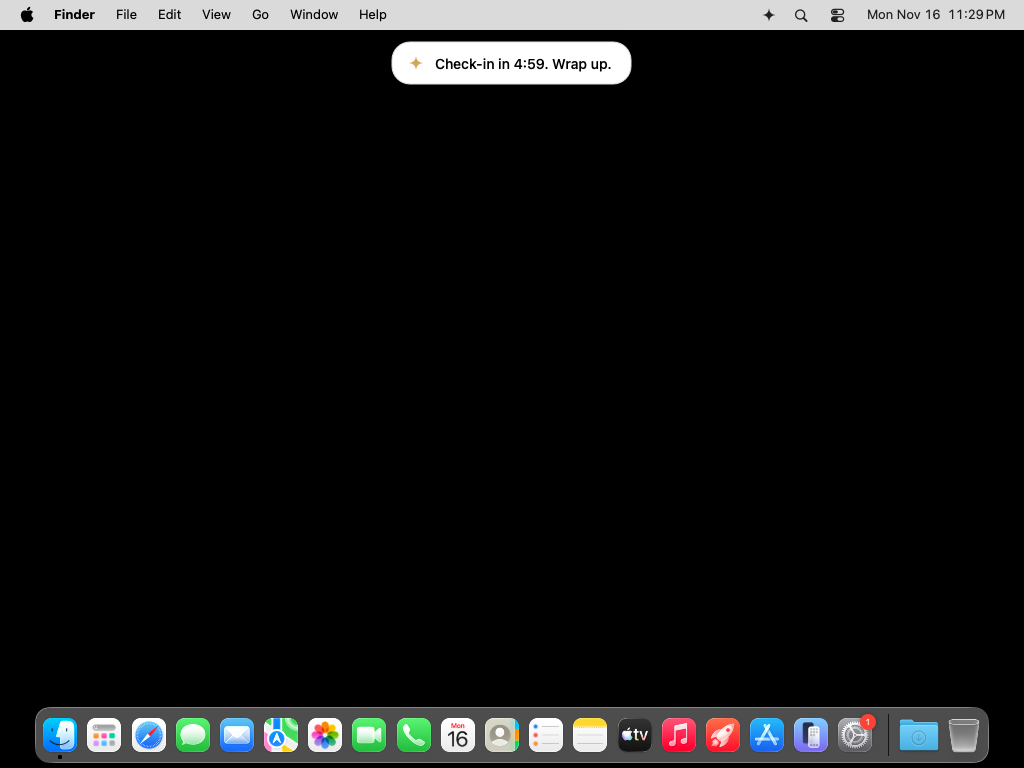 Finder File Edit View Go Window Help Mon Nov 16 11:29 PM
Check-in in 4:59. Wrap up.
Mon
16
tv
1